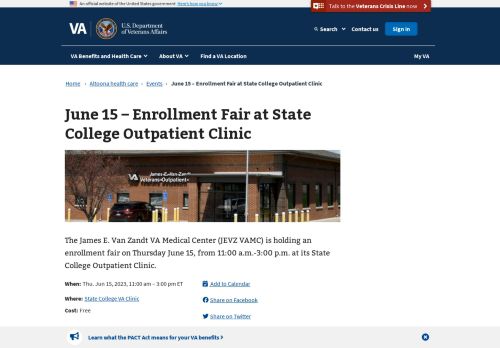 An official website of the United States government Here's how you know
Talk to the Veterans Crisis Line now
VA
U.S. Department
of Veterans Affairs
Search
Contact us
Sign in
VA Benefits and Health Care
About VA
Find a VA Location
My VA
Home › Altoona health care › Events › June 15 – Enrollment Fair at State College Outpatient Clinic
June 15 – Enrollment Fair at State
College Outpatient Clinic
VA
James E. Van Zandt
Veterans Outpatient
The James E. Van Zandt VA Medical Center (JEVZ VAMC) is holding an
enrollment fair on Thursday June 15, from 11:00 a.m.-3:00 p.m. at its State
College Outpatient Clinic.
When: Thu. Jun 15, 2023, 11:00 am – 3:00 pm ET
Add to Calendar
Where: State College VA Clinic
Share on Facebook
Cost: Free
Share on Twitter
Learn what the PACT Act means for your VA benefits >